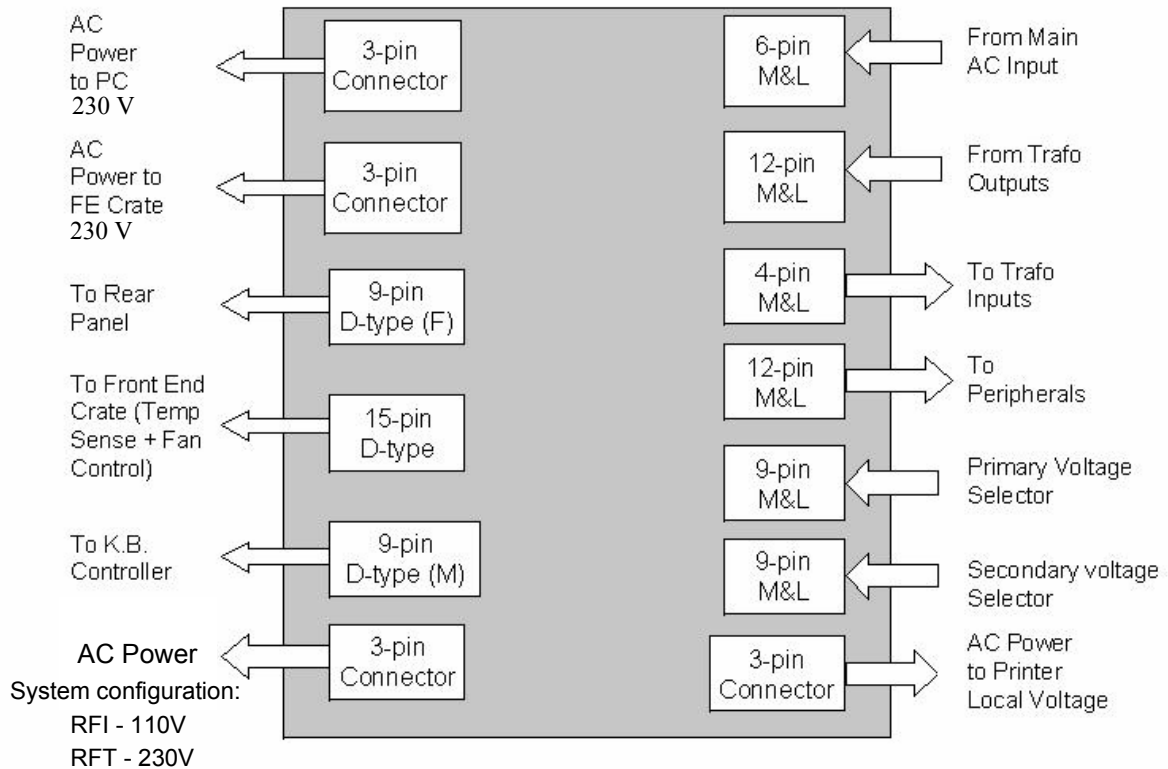 AC
Power
to PC
230 V
3-pin
Connector
6-pin
M&L
From Main
AC Input
AC
Power to
FE Crate
230 V
3-pin
Connector
12-pin
M&L
From Trafo
Outputs
To Rear
Panel
9-pin
D-type (F)
4-pin
M&L
To Trafo
Inputs
To Front End
Crate (Temp
Sense + Fan
Control)
15-pin
D-type
12-pin
M&L
To
Peripherals
9-pin
M&L
Primary Voltage
Selector
To K.B.
Controller
9-pin
D-type (M)
9-pin
M&L
Secondary voltage
Selector
AC Power
System configuration:
RFI - 110V
RFT - 230V
3-pin
Connector
3-pin
Connector
AC Power
to Printer
Local Voltage